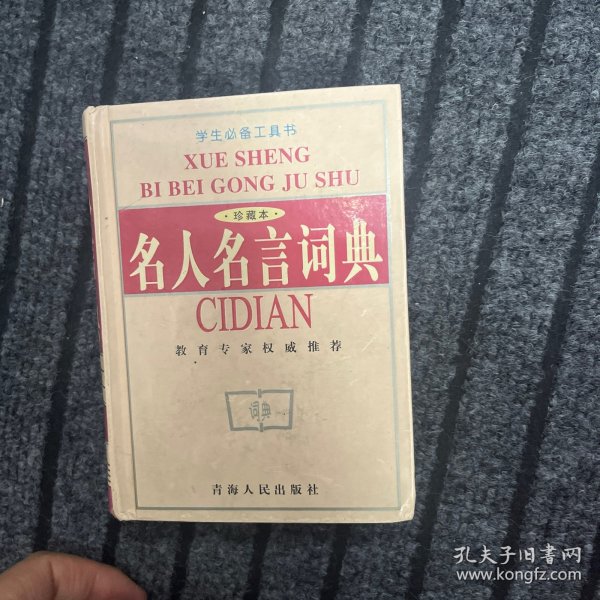 学生必备工具书
XUE SHENG
BI BEI GONG JU SHU
·珍藏本·
名人名言词典
CIDIAN
教育专家权威推荐
词典
青海人民出版社
孔夫子旧书网
www.kongfz.com